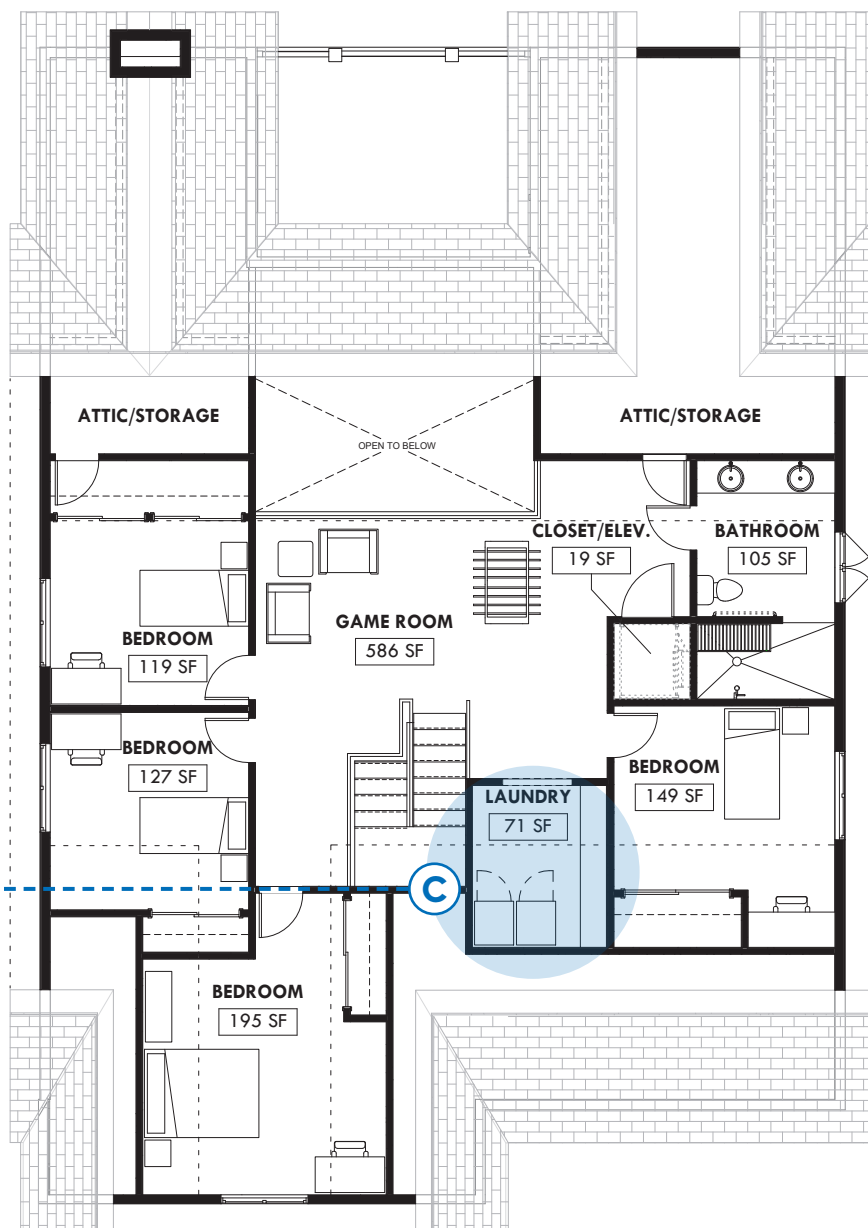 ATTIC/STORAGE
ATTIC/STORAGE
OPEN TO BELOW
CLOSET/ELEV.
19 SF
BATHROOM
105 SF
GAME ROOM
586 SF
BEDROOM
119 SF
BEDROOM
127 SF
BEDROOM
149 SF
LAUNDRY
71 SF
C
BEDROOM
195 SF